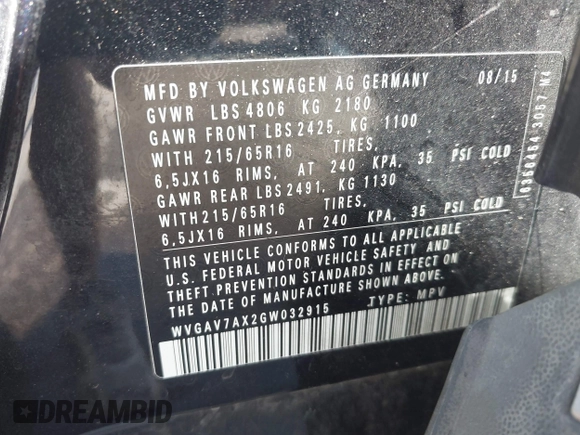 MFD BY VOLKSWAGEN AG GERMANY 08/15
GVWR LBS 4806 KG 2180
GAWR FRONT LBS 2425, KG 1100
WITH 215/65R16 TIRES,
6,5JX16 RIMS, AT 240 KPA, 35 PSI COLD
GAWR REAR LBS 2491, KG 1130
WITH 215/65R16 TIRES,
6,5JX16 RIMS, AT 240 KPA, 35 PSI COLD
THIS VEHICLE CONFORMS TO ALL APPLICABLE
U.S. FEDERAL MOTOR VEHICLE SAFETY AND
THEFT PREVENTION STANDARDS IN EFFECT ON
THE DATE OF MANUFACTURE SHOWN ABOVE.
WVGAV7AX2GW032915 TYPE: MPV
DREAMBID